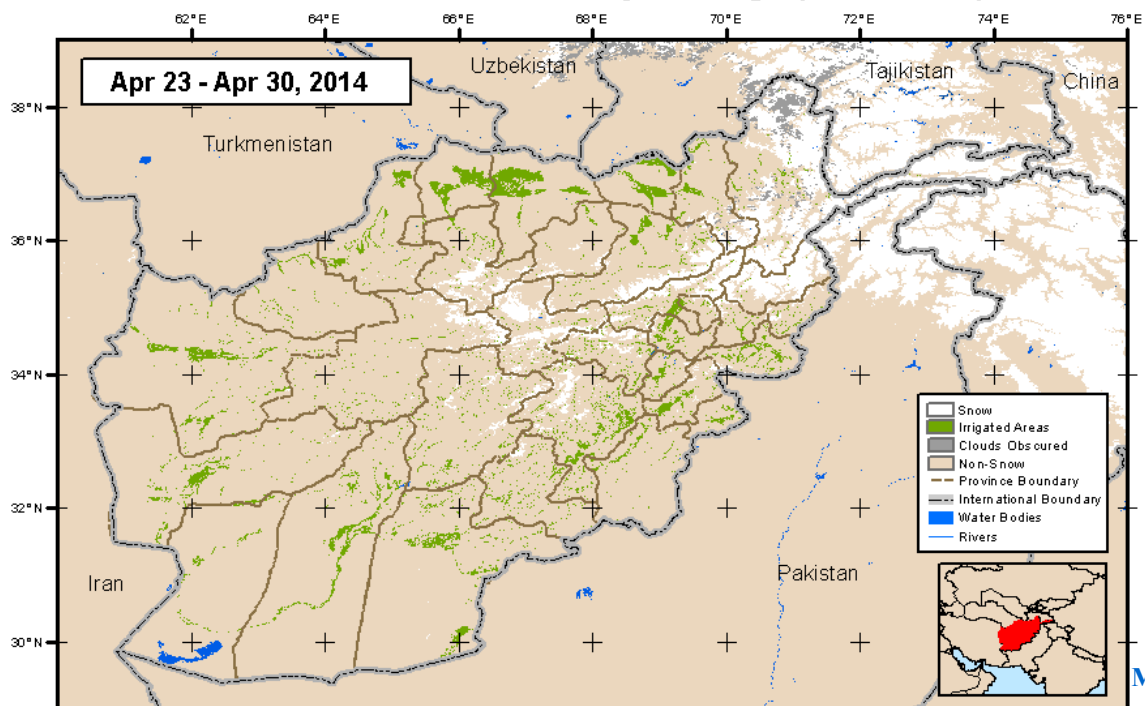 62°E 64°E 66°E 68°E 70°E 72°E 74°E 76°E
Apr 23 - Apr 30, 2014
Uzbekistan
Tajikistan
China
38°N
Turkmenistan
36°N
34°N
Snow
Irrigated Areas
Clouds Obscured
Non-Snow
Province Boundary
International Boundary
Water Bodies
Rivers
32°N
Iran
Pakistan
30°N
M